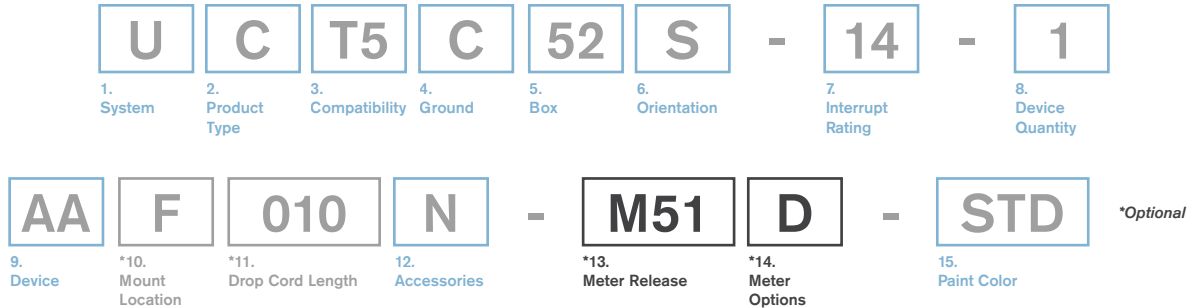 U C T5 C 52 S - 14 - 1
1. 2. 3. 4. 5. 6. 7. 8.
System Product Compatibility Ground Box Orientation Interrupt Device
Type Rating Quantity
AA F 010 N - M51 D - STD *Optional
9. *10. *11. 12. *13. *14. 15.
Device Mount Drop Cord Length Accessories Meter Release Meter Paint Color
Location Options